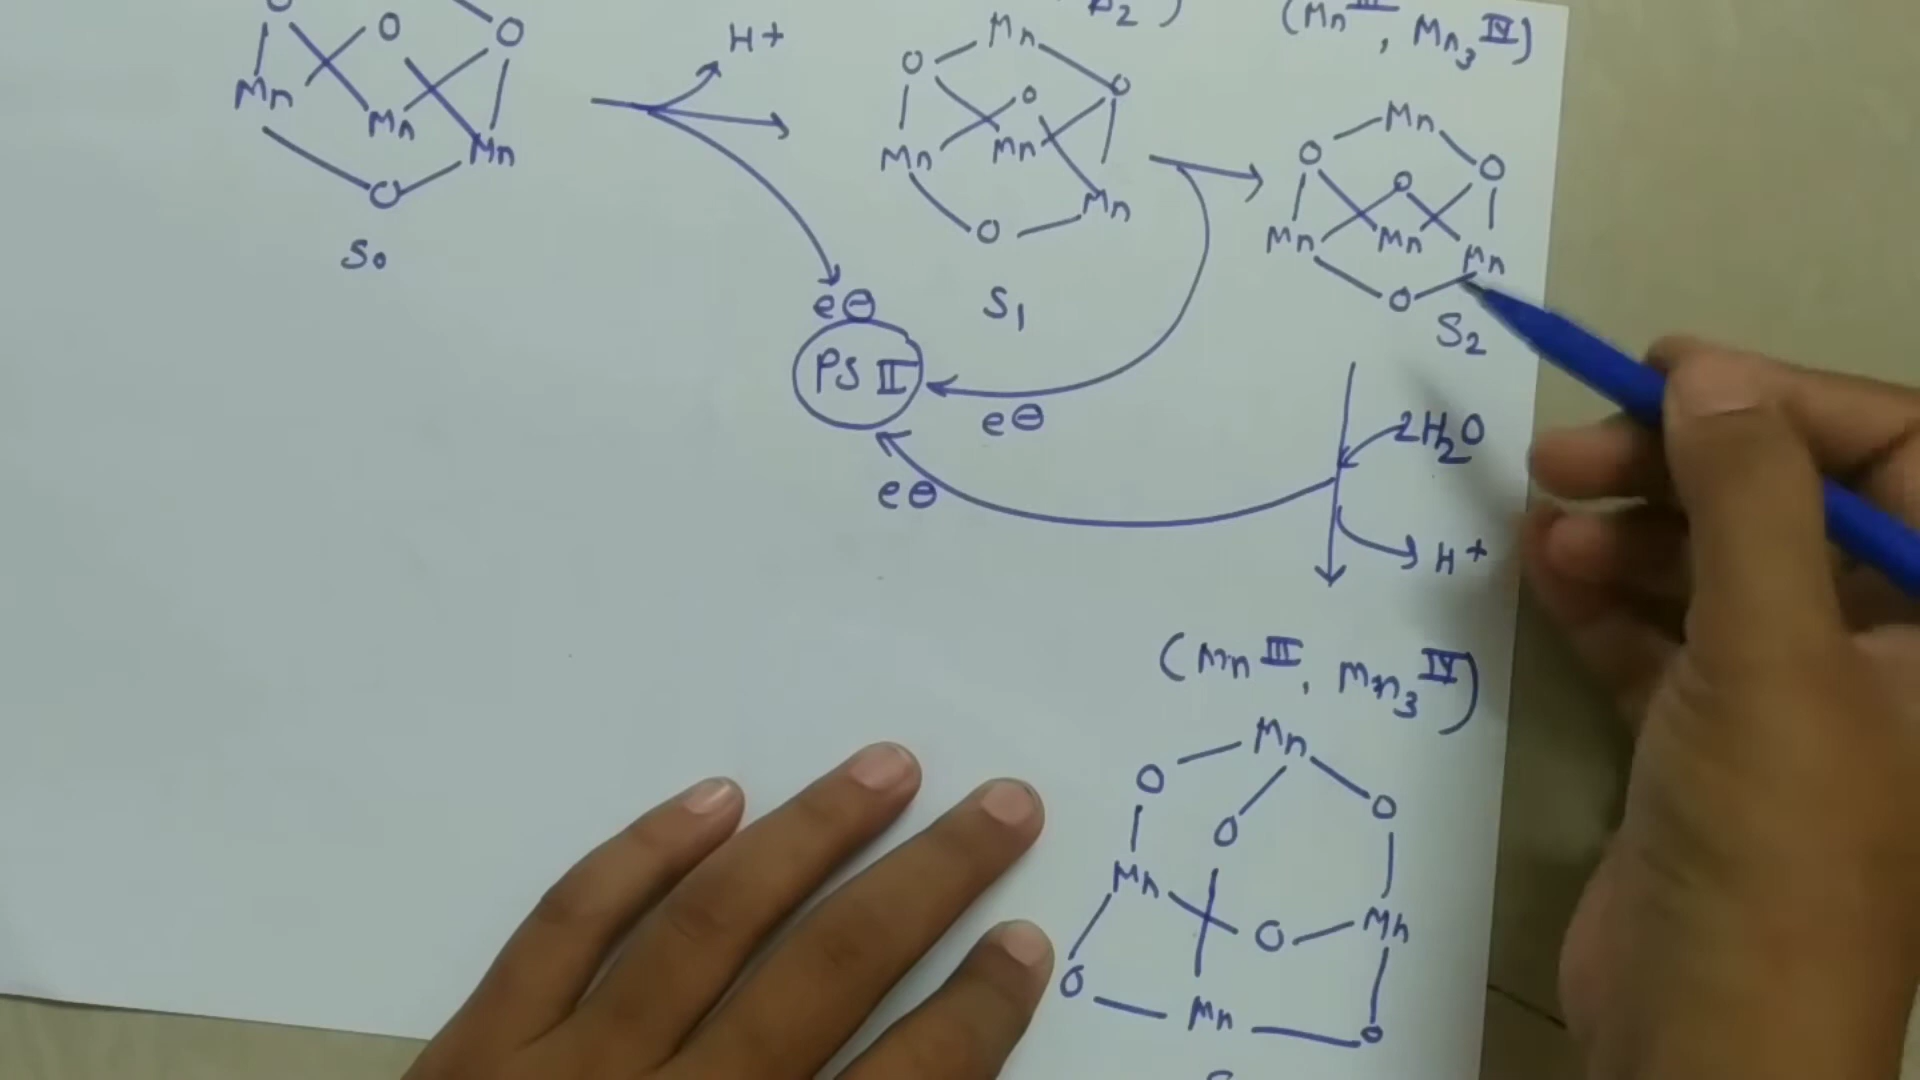 (Mn III, Mn3 IV)
O O O
Mn Mn Mn
O
S0
H+
Mn
O O O
Mn Mn Mn
O
S1
Mn
O O O
Mn Mn Mn
O
S2
e⊖
PS II
e⊖
e⊖
2H2O
H+
(Mn III, Mn3 IV)
Mn
O O
O
Mn
O Mn
O
Mn
O